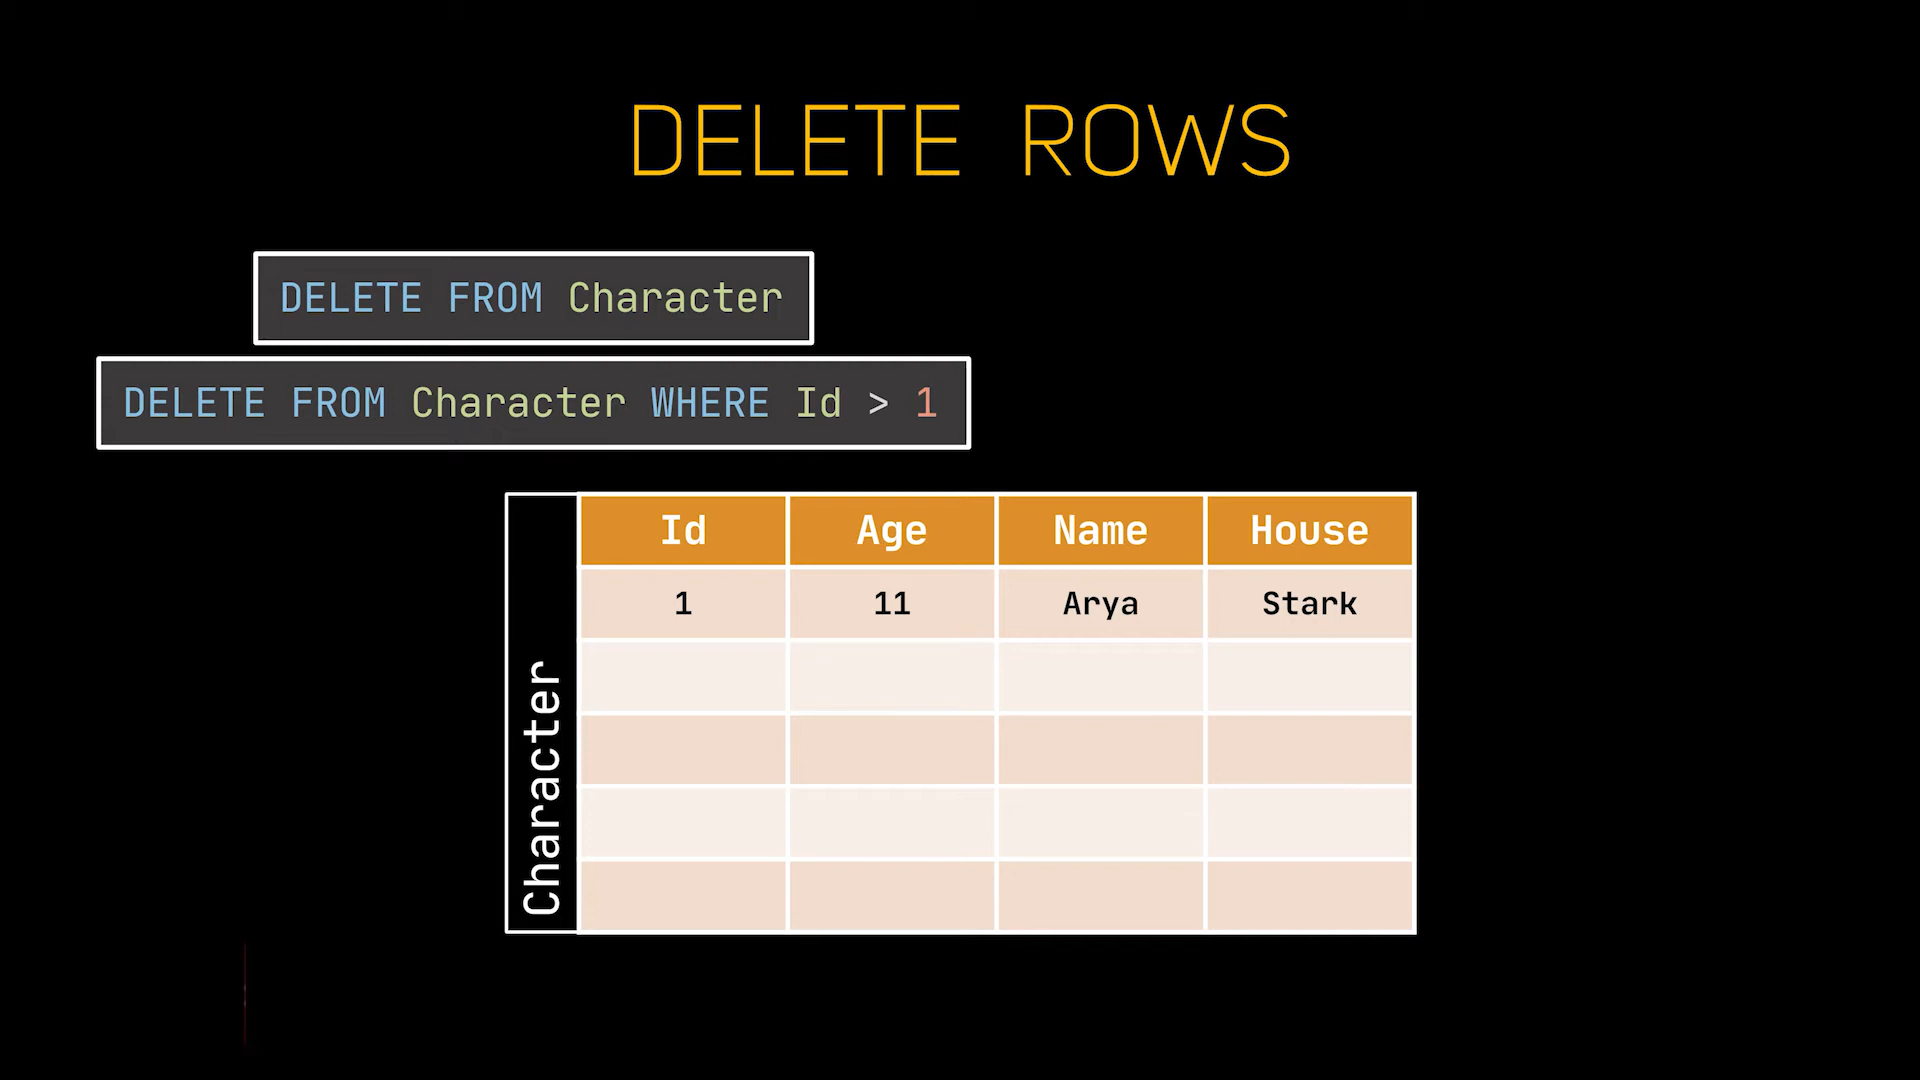 DELETE ROWS
DELETE FROM Character
DELETE FROM Character WHERE Id > 1
Character
Id Age Name House
1 11 Arya Stark